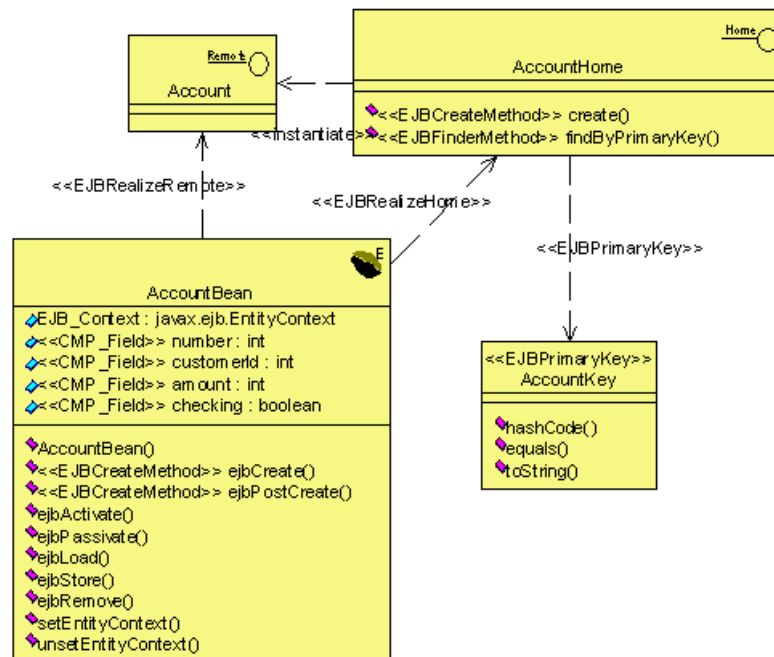 Remote
Account
Home
AccountHome
<<EJBCreateMethod>> create()
<<EJBFinderMethod>> findByPrimaryKey()
<<instantiate>>
<<EJBRealizeRemote>>
<<EJBRealizeHome>>
<<EJBPrimaryKey>>
E
AccountBean
EJB_Context : javax.ejb.EntityContext
<<CMP_Field>> number : int
<<CMP_Field>> customerId : int
<<CMP_Field>> amount : int
<<CMP_Field>> checking : boolean
AccountBean()
<<EJBCreateMethod>> ejbCreate()
<<EJBCreateMethod>> ejbPostCreate()
ejbActivate()
ejbPassivate()
ejbLoad()
ejbStore()
ejbRemove()
setEntityContext()
unsetEntityContext()
<<EJBPrimaryKey>>
AccountKey
hashCode()
equals()
toString()